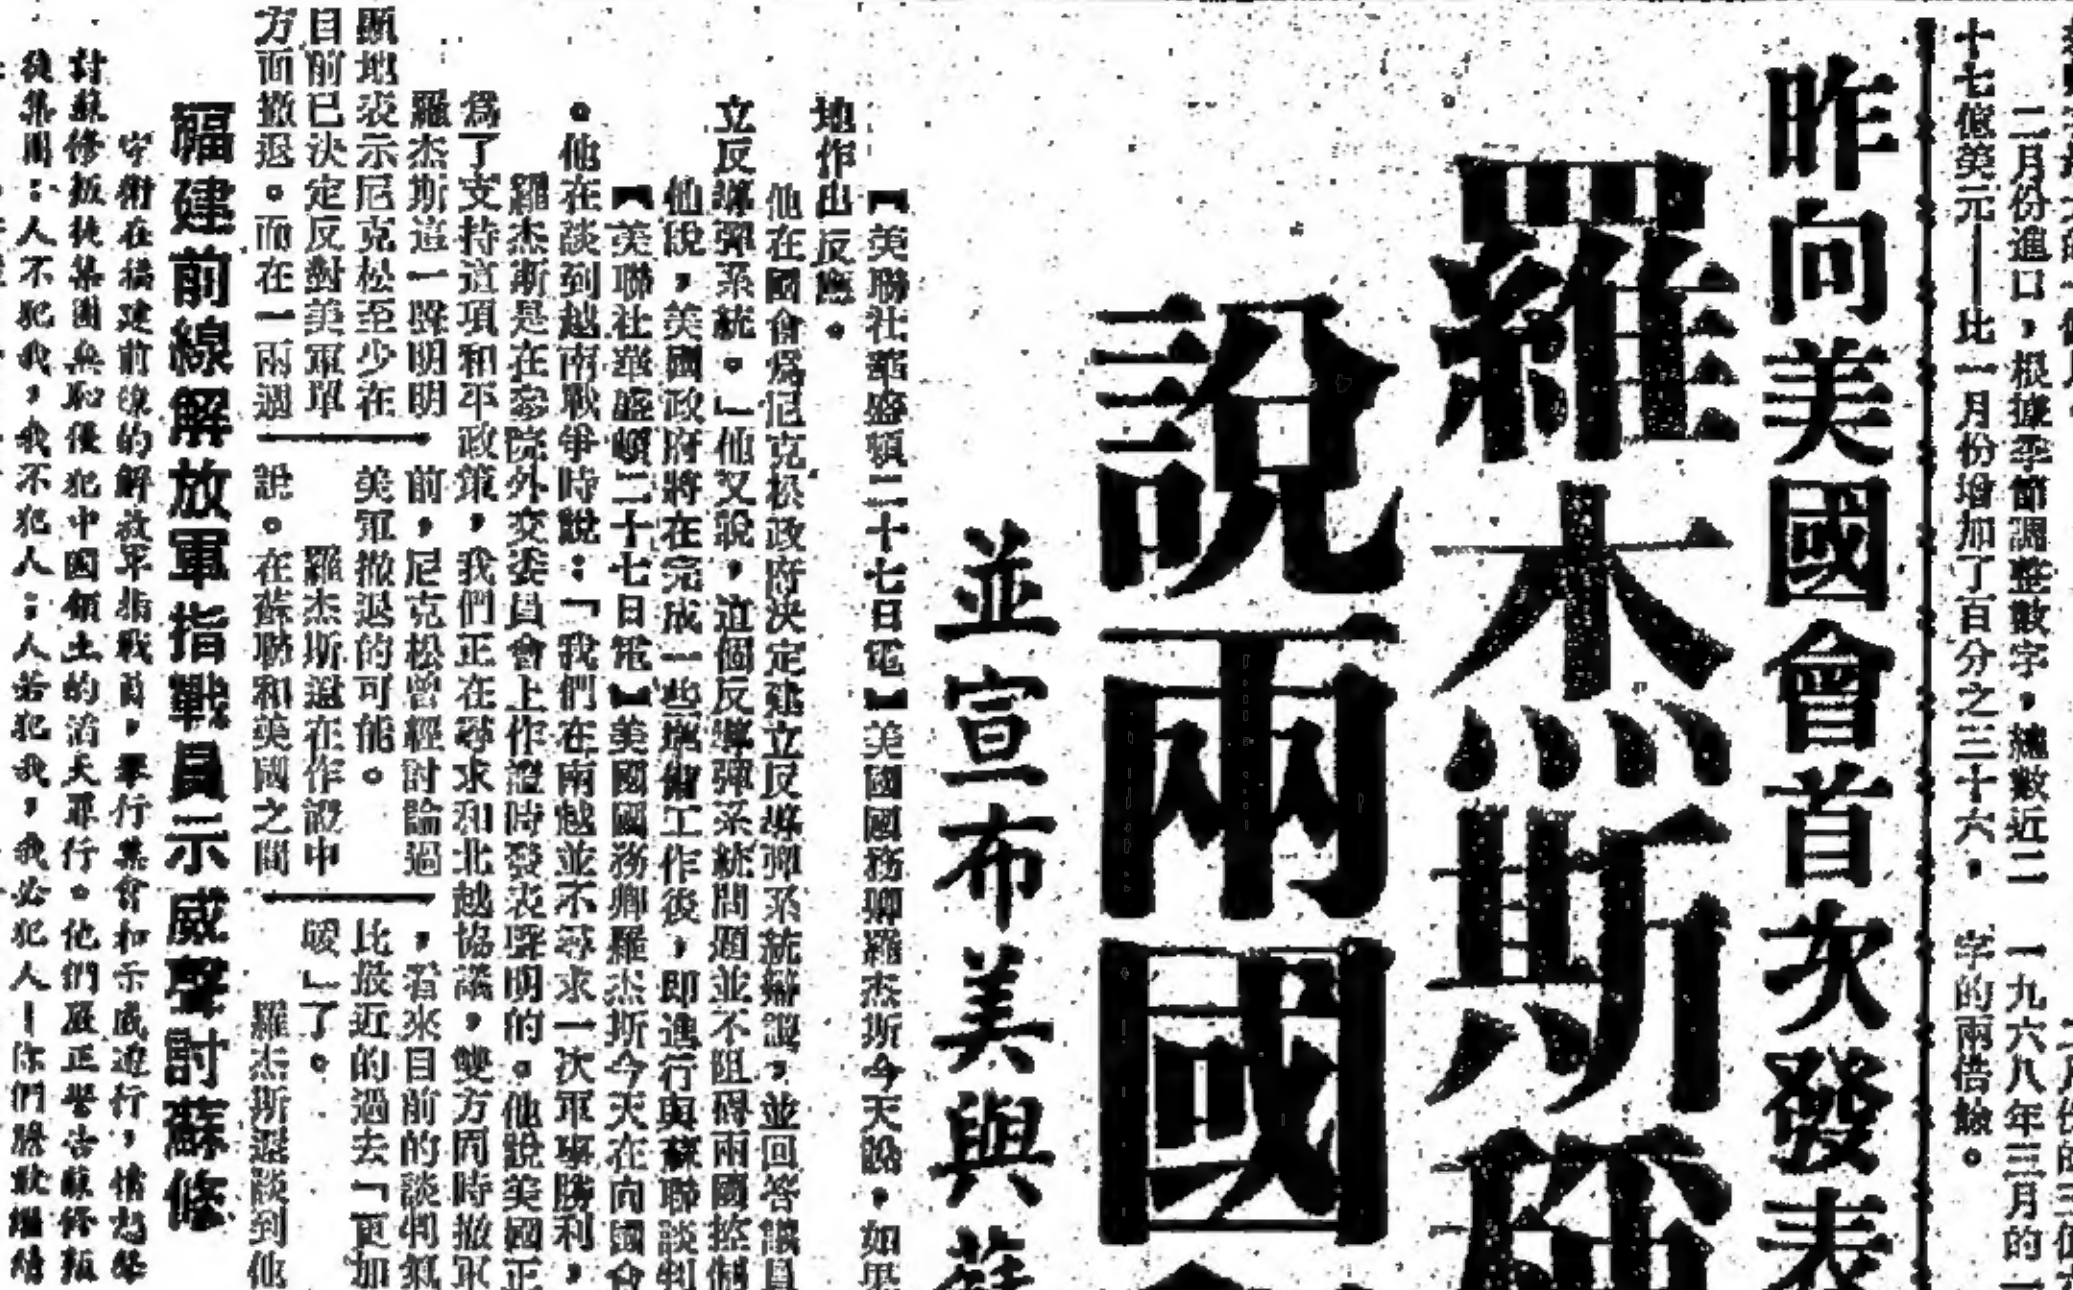 二月份進口，根據季節調整數字，總數近二
十七億美元——比一月份增加了百分之三十六，
一九六八年三月的一
字的兩倍餘。
昨向美國會首次發表
羅杰斯
說兩國
並宣布美與蘇
【美聯社華盛頓二十七日電】美國國務卿羅杰斯今天說，如果
地作出反應。
他在國會為尼克松政府決定建立反導彈系統辯護，並回答議員
立反導彈系統。」他又說，這個反導彈系統問題並不阻碍兩國控制
他說，美國政府將在完成一些準備工作後，即進行與蘇聯談判
【美聯社華盛頓二十七日電】美國國務卿羅杰斯今天在向國會
。他在談到越南戰爭時說：「我們在南越並不尋求一次軍事勝利，
羅杰斯是在參院外交委員會上作證時發表聲明的。他說美國正
為了支持這項和平政策，我們正在尋求和北越協議，雙方同時撤軍
羅杰斯這一聲明明
顯地表示尼克松至少在
目前已決定反對美軍單
方面撤退。而在一兩週
前，尼克松曾經討論過
美軍撤退的可能。
羅杰斯還在作證中
說。在蘇聯和美國之間
，看來目前的談判氣
比最近的過去「更加
暖」了。
羅杰斯還談到他
福建前線解放軍指戰員示威聲討蘇修
守衛在福建前線的解放軍指戰員，舉行集會和示威遊行，憤怒聲
討蘇修叛徒集團無恥侵犯中國領土的滔天罪行。他們嚴正警告蘇修叛
徒集團：人不犯我，我不犯人；人若犯我，我必犯人—你們膽敢繼續